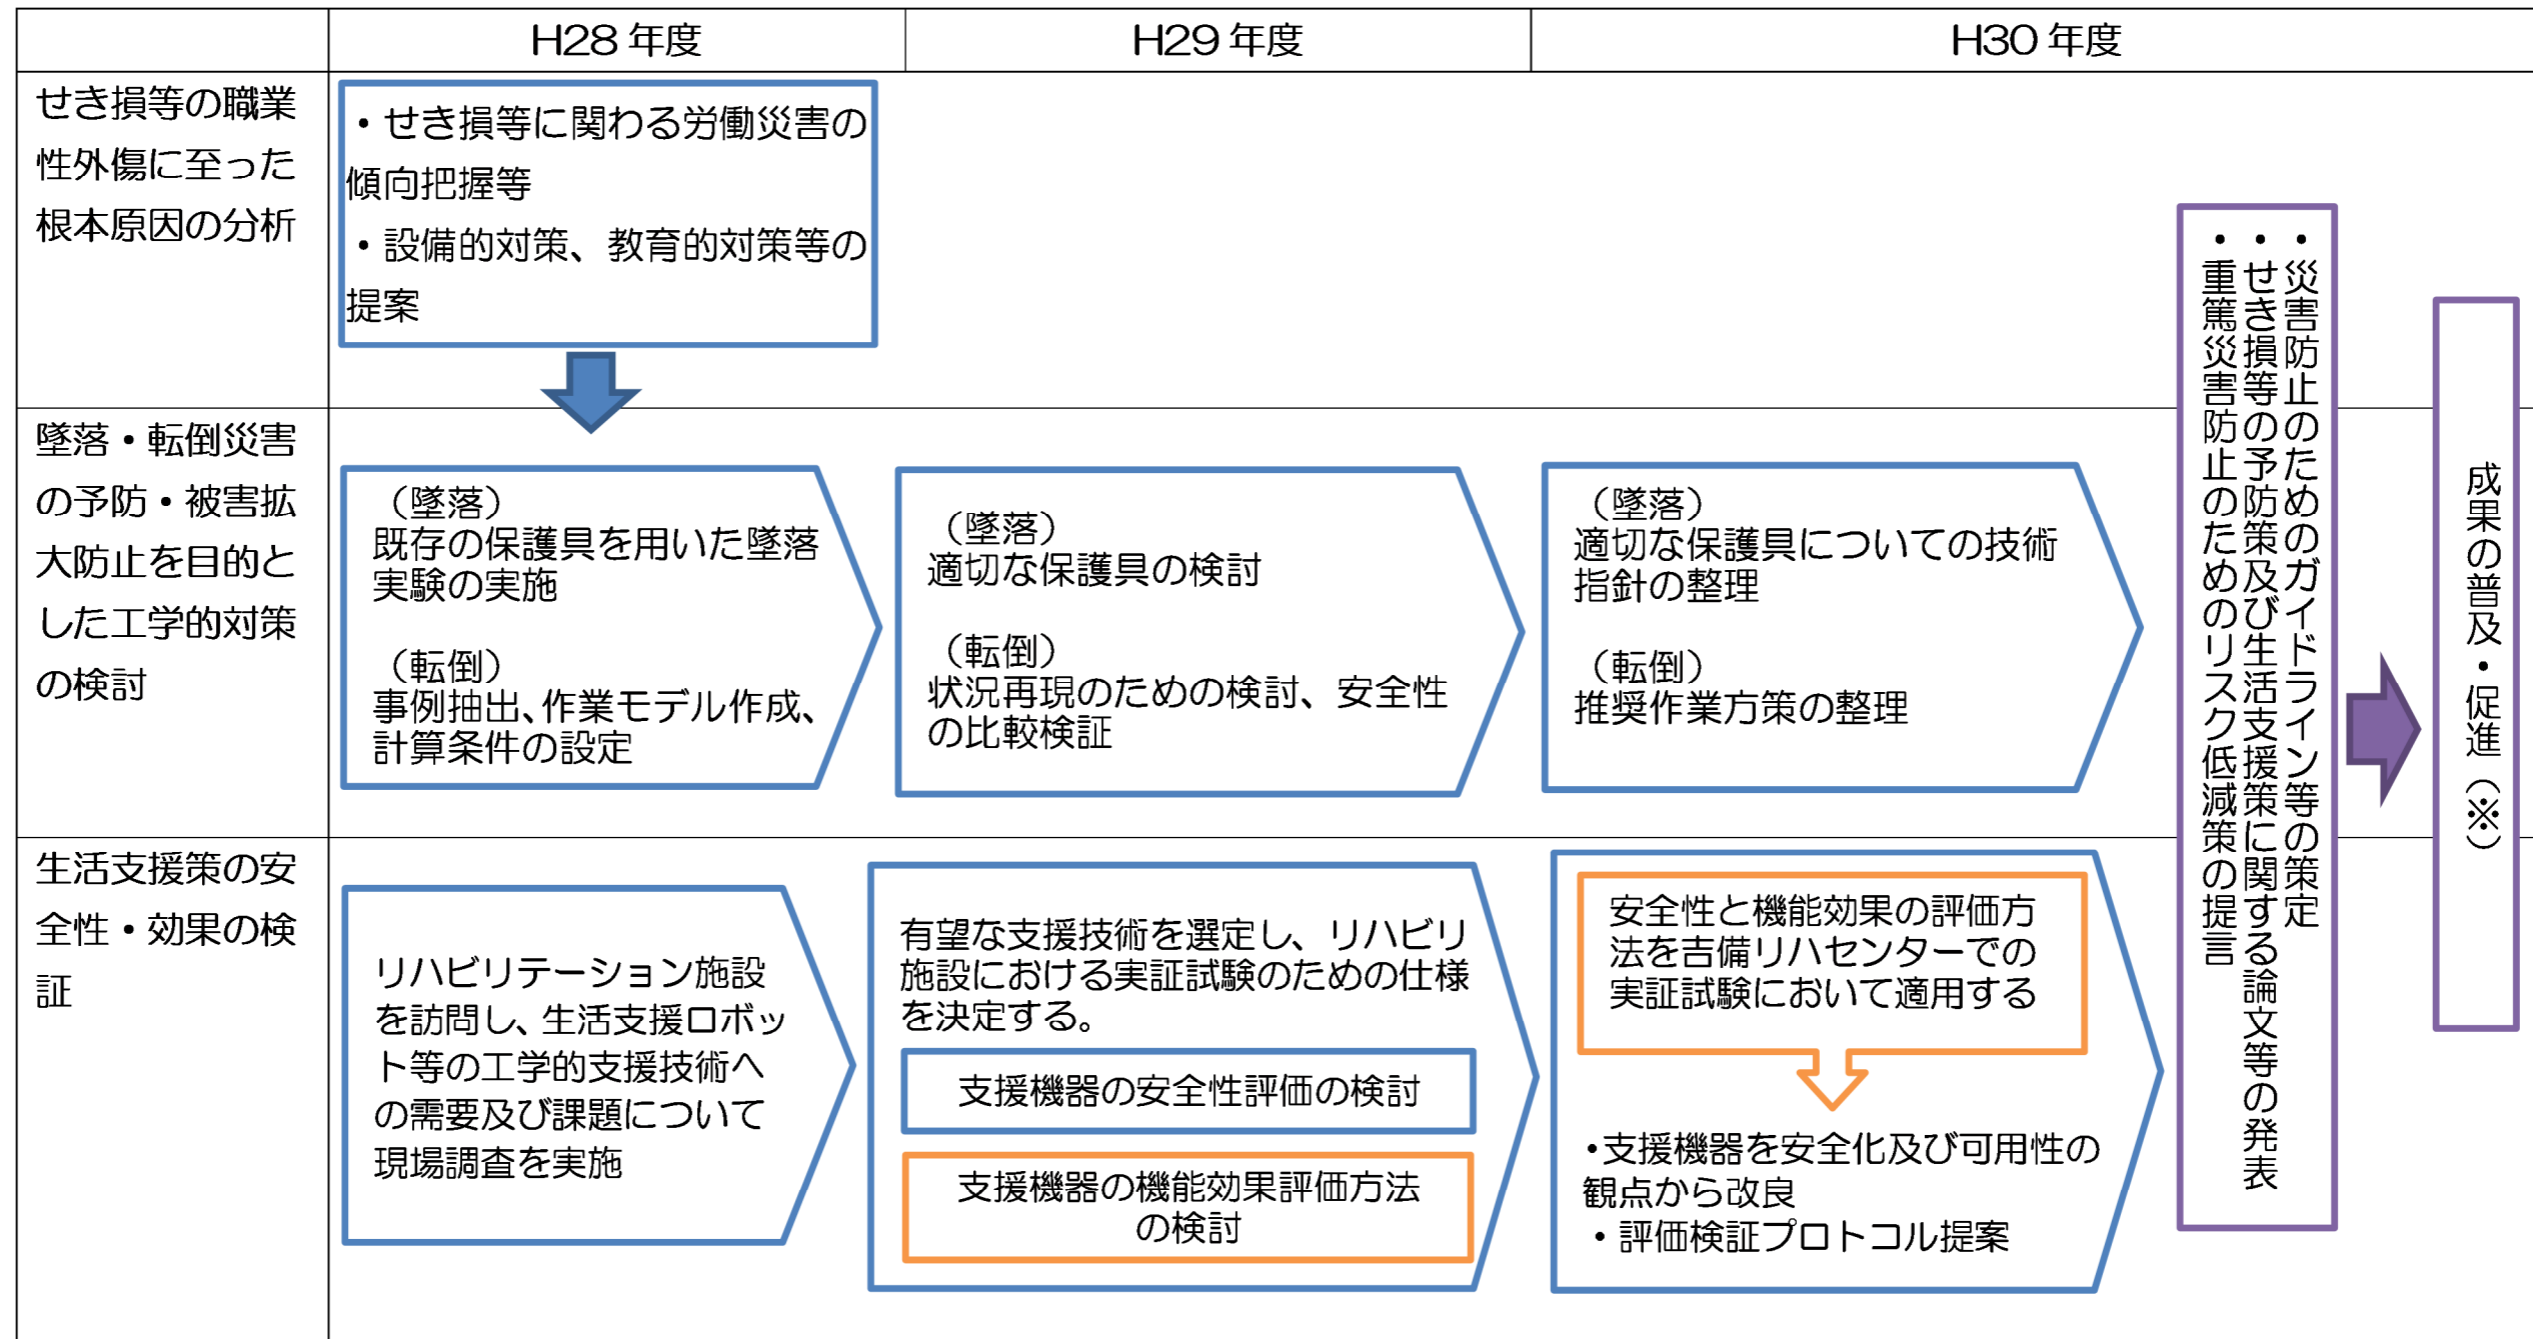 H28 年度
H29 年度
H30 年度
せき損等の職業
性外傷に至った
根本原因の分析
・せき損等に関わる労働災害の
傾向把握等
・設備的対策、教育的対策等の
提案
墜落・転倒災害
の予防・被害拡
大防止を目的と
した工学的対策
の検討
（墜落）
既存の保護具を用いた墜落
実験の実施
（転倒）
事例抽出、作業モデル作成、
計算条件の設定
（墜落）
適切な保護具の検討
（転倒）
状況再現のための検討、安全性
の比較検証
（墜落）
適切な保護具についての技術
指針の整理
（転倒）
推奨作業方策の整理
生活支援策の安
全性・効果の検
証
リハビリテーション施設
を訪問し、生活支援ロボッ
ト等の工学的支援技術へ
の需要及び課題について
現場調査を実施
有望な支援技術を選定し、リハビリ
施設における実証試験のための仕様
を決定する。
支援機器の安全性評価の検討
支援機器の機能効果評価方法
の検討
安全性と機能効果の評価方
法を吉備リハセンターでの
実証試験において適用する
・支援機器を安全化及び可用性の
観点から改良
・評価検証プロトコル提案
・災害防止のためのガイドライン等の策定
・せき損等の予防策及び生活支援策に関する論文等の発表
・重篤災害防止のためのリスク低減策の提言
成果の普及・促進（※）